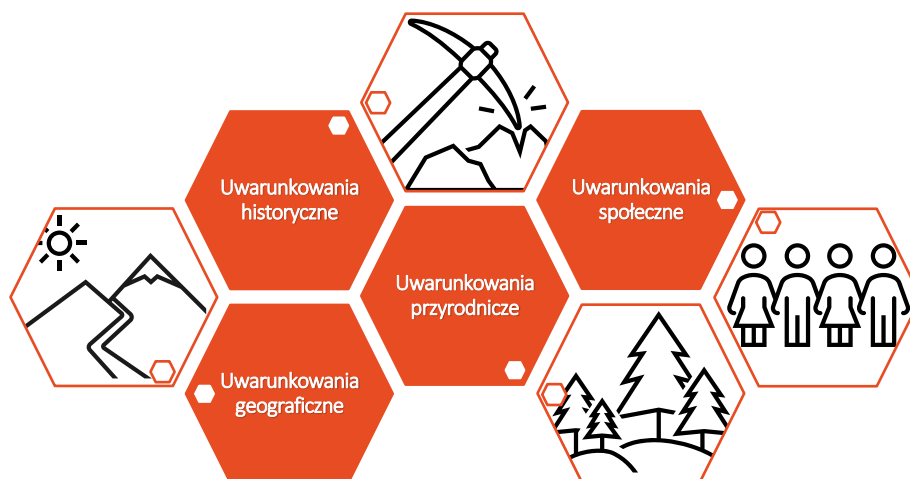 Uwarunkowania
historyczne
Uwarunkowania
społeczne
Uwarunkowania
przyrodnicze
Uwarunkowania
geograficzne